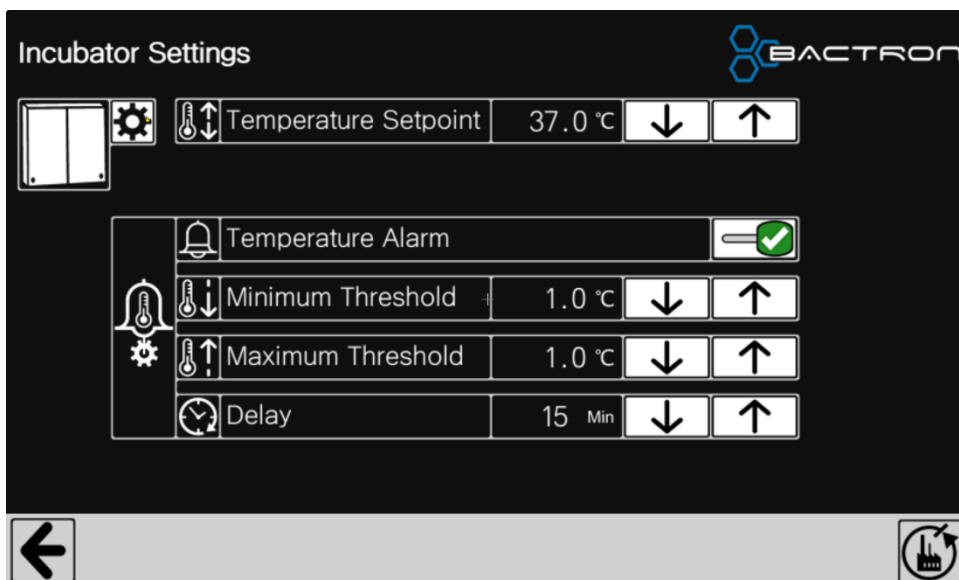 Incubator Settings
BACTRON
Temperature Setpoint 37.0 ℃
Temperature Alarm
Minimum Threshold 1.0 ℃
Maximum Threshold 1.0 ℃
Delay 15 Min